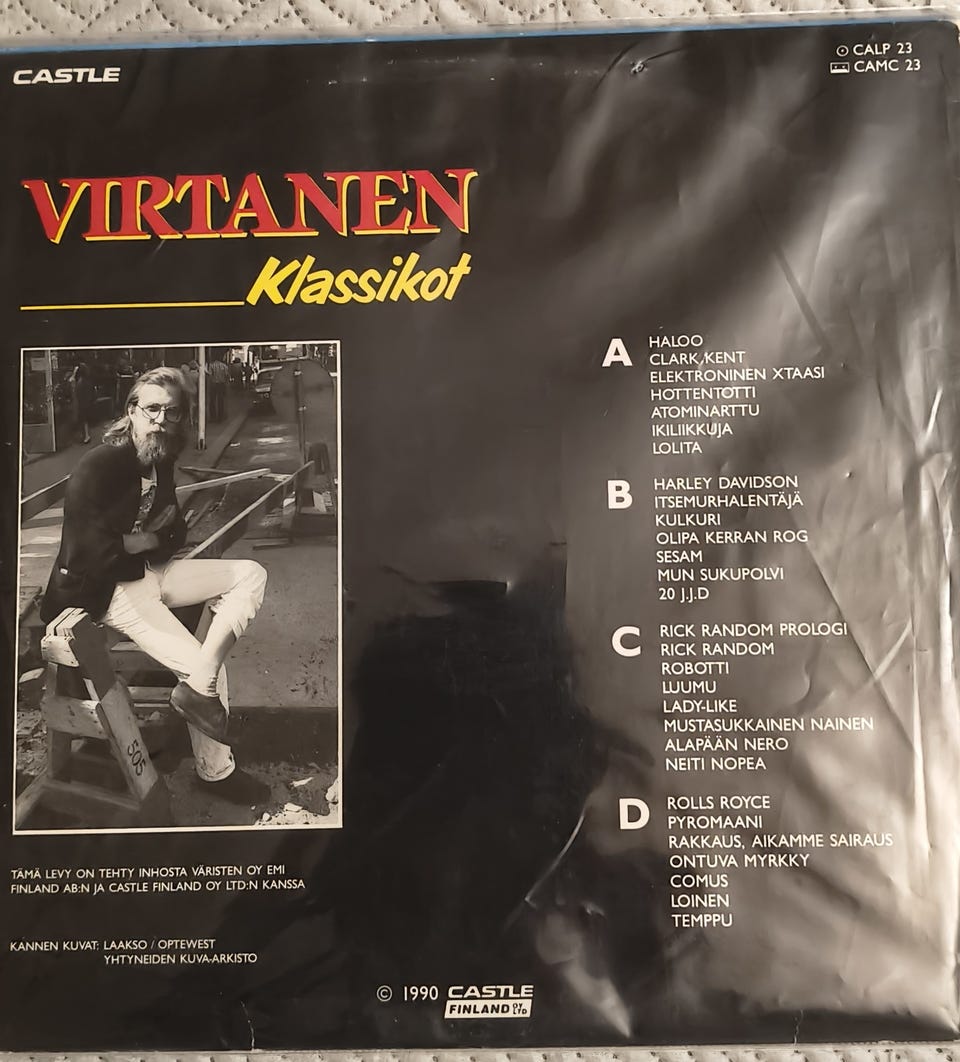 CASTLE
CALP 23
CAMC 23
VIRTANEN
Klassikot
A
HALOO
CLARK KENT
ELEKTRONINEN XTAASI
HOTTENTOTTI
ATOMINARTTU
IKILIIKKUJA
LOLITA
B
HARLEY DAVIDSON
ITSEMURHALENTÄJÄ
KULKURI
OLIPA KERRAN ROG
SESAM
MUN SUKUPOLVI
20 J.J.D
C
RICK RANDOM PROLOGI
RICK RANDOM
ROBOTTI
LUUMU
LADY-LIKE
MUSTASUKKAINEN NAINEN
ALAPÄÄN NERO
NEITI NOPEA
D
ROLLS ROYCE
PYROMAANI
RAKKAUS, AIKAMME SAIRAUS
ONTUVA MYRKKY
COMUS
LOINEN
TEMPPU
505
TÄMÄ LEVY ON TEHTY INHOSTA VÄRISTEN OY EMI
FINLAND AB:N JA CASTLE FINLAND OY LTD:N KANSSA
KANNEN KUVAT: LAAKSO / OPTEWEST
YHTYNEIDEN KUVA-ARKISTO
© 1990 CASTLE
FINLAND OY LTD